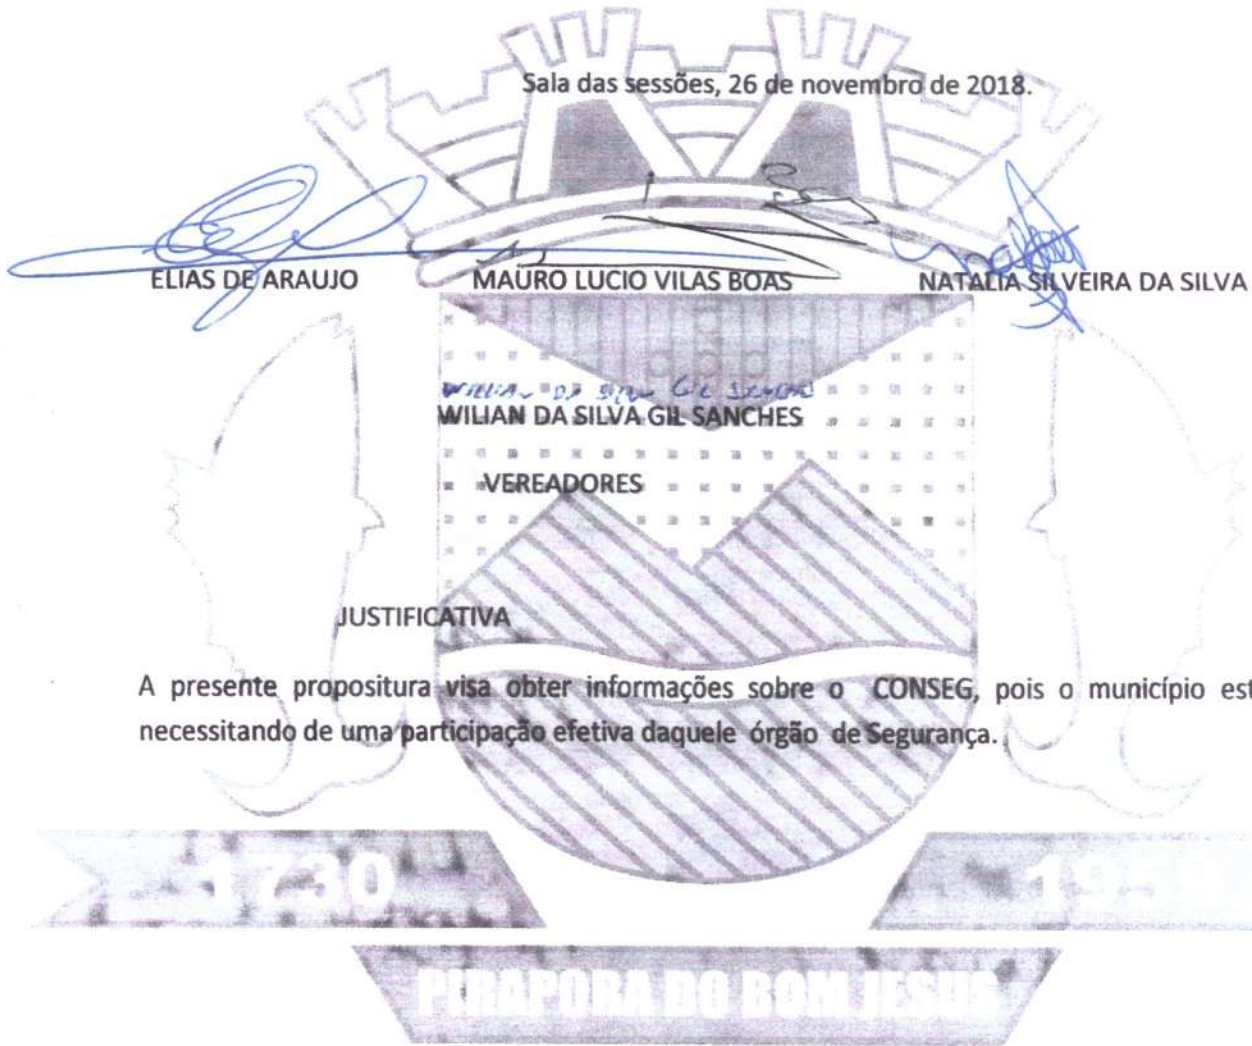 Sala das sessões, 26 de novembro de 2018.
ELIAS DE ARAUJO MAURO LUCIO VILAS BOAS NATALIA SILVEIRA DA SILVA
WILIAN DA SILVA GIL SANCHES
VEREADORES
JUSTIFICATIVA
A presente propositura visa obter informações sobre o CONSEG, pois o município est
necessitando de uma participação efetiva daquele órgão de Segurança.
1730 1959
PIRAPORA DO BOM JESUS